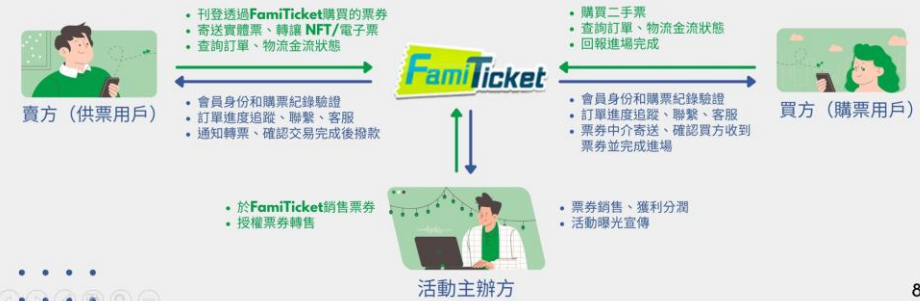 • 刊登透過FamiTicket購買的票券
• 寄送實體票、轉讓 NFT/電子票
• 查詢訂單、物流金流狀態
• 購買二手票
• 查詢訂單、物流金流狀態
• 回報進場完成
FamiTicket
賣方（供票用戶）
• 會員身份和購票紀錄驗證
• 訂單進度追蹤、聯繫、客服
• 通知轉票、確認交易完成後撥款
• 會員身份和購票紀錄驗證
• 訂單進度追蹤、聯繫、客服
• 票券中介寄送、確認買方收到
票券並完成進場
買方（購票用戶）
• 於FamiTicket銷售票券
• 授權票券轉售
• 票券銷售、獲利分潤
• 活動曝光宣傳
活動主辦方
8